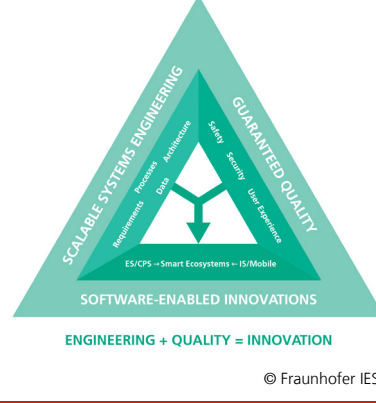 SCALABLE SYSTEMS ENGINEERING
GUARANTEED QUALITY
Requirements
Processes
Data
Architecture
Safety
Security
User Experience
ES/CPS → Smart Ecosystems ← IS/Mobile
SOFTWARE-ENABLED INNOVATIONS
ENGINEERING + QUALITY = INNOVATION
© Fraunhofer IES